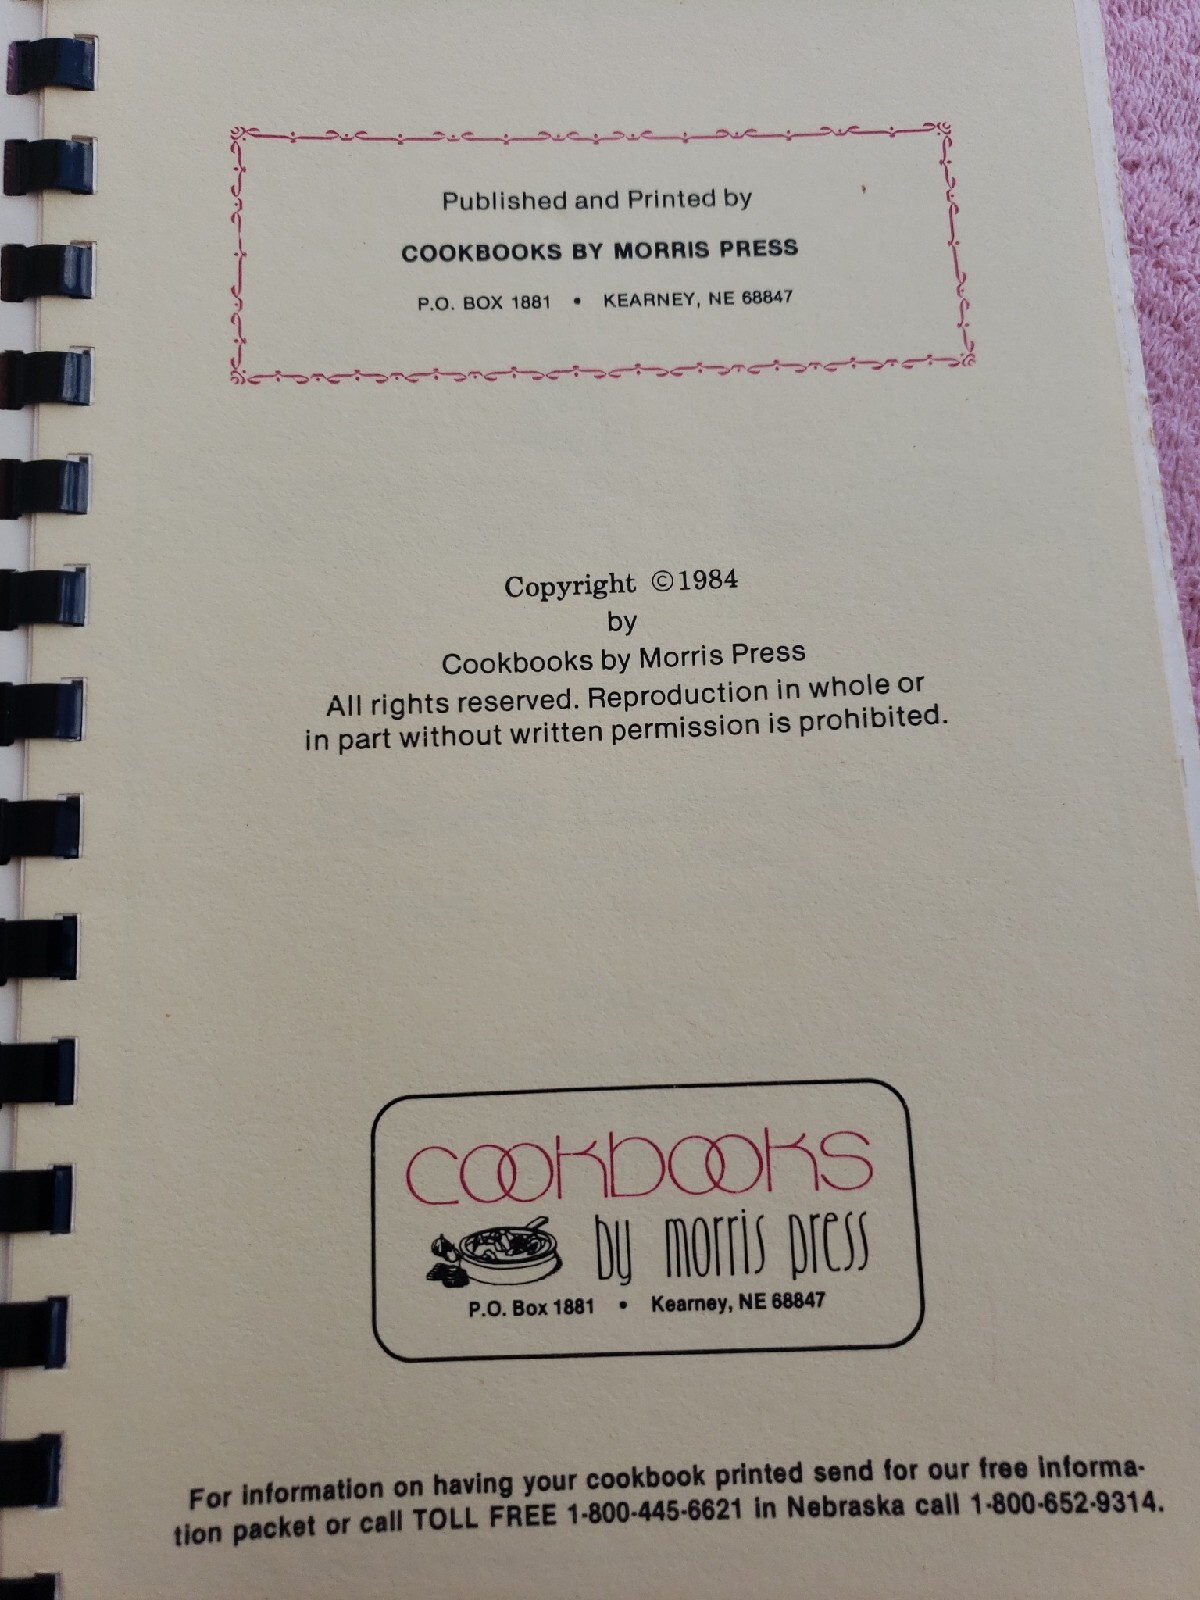 Published and Printed by
COOKBOOKS BY MORRIS PRESS
P.O. BOX 1881 • KEARNEY, NE 68847
Copyright ©1984
by
Cookbooks by Morris Press
All rights reserved. Reproduction in whole or
in part without written permission is prohibited.
cookbooks
by morris press
P.O. Box 1881 • Kearney, NE 68847
For information on having your cookbook printed send for our free informa-
tion packet or call TOLL FREE 1-800-445-6621 in Nebraska call 1-800-652-9314.